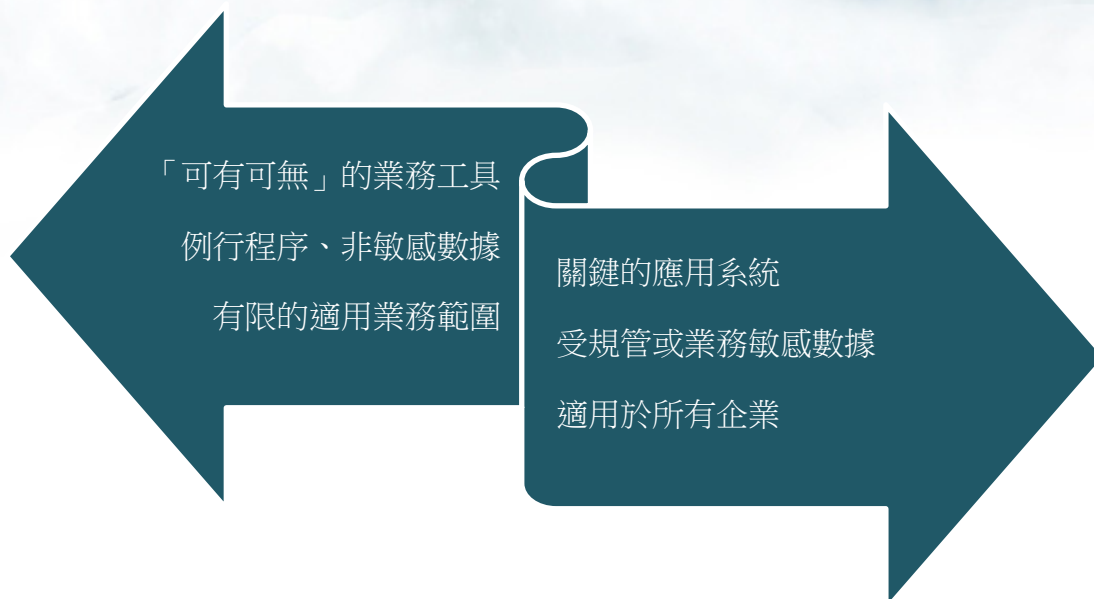 「可有可無」的業務工具
例行程序、非敏感數據
有限的適用業務範圍
關鍵的應用系統
受規管或業務敏感數據
適用於所有企業